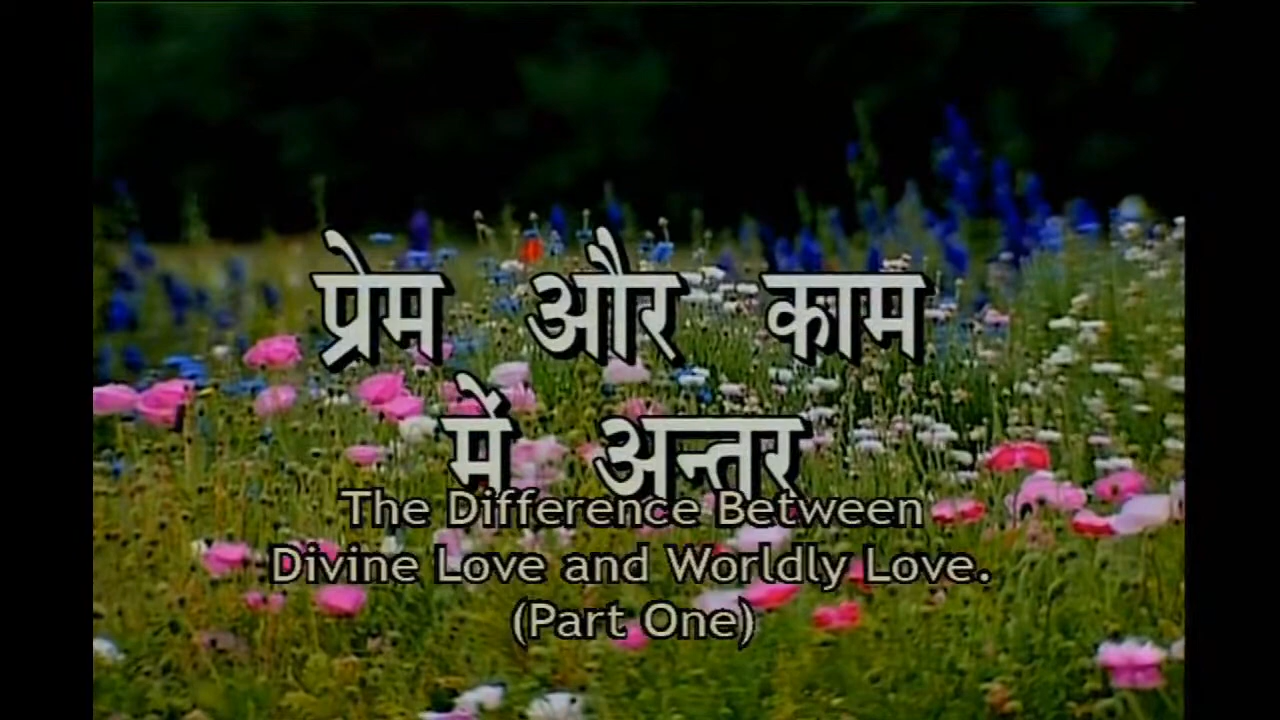 प्रेम और काम
में अन्तर
The Difference Between
Divine Love and Worldly Love.
(Part One)